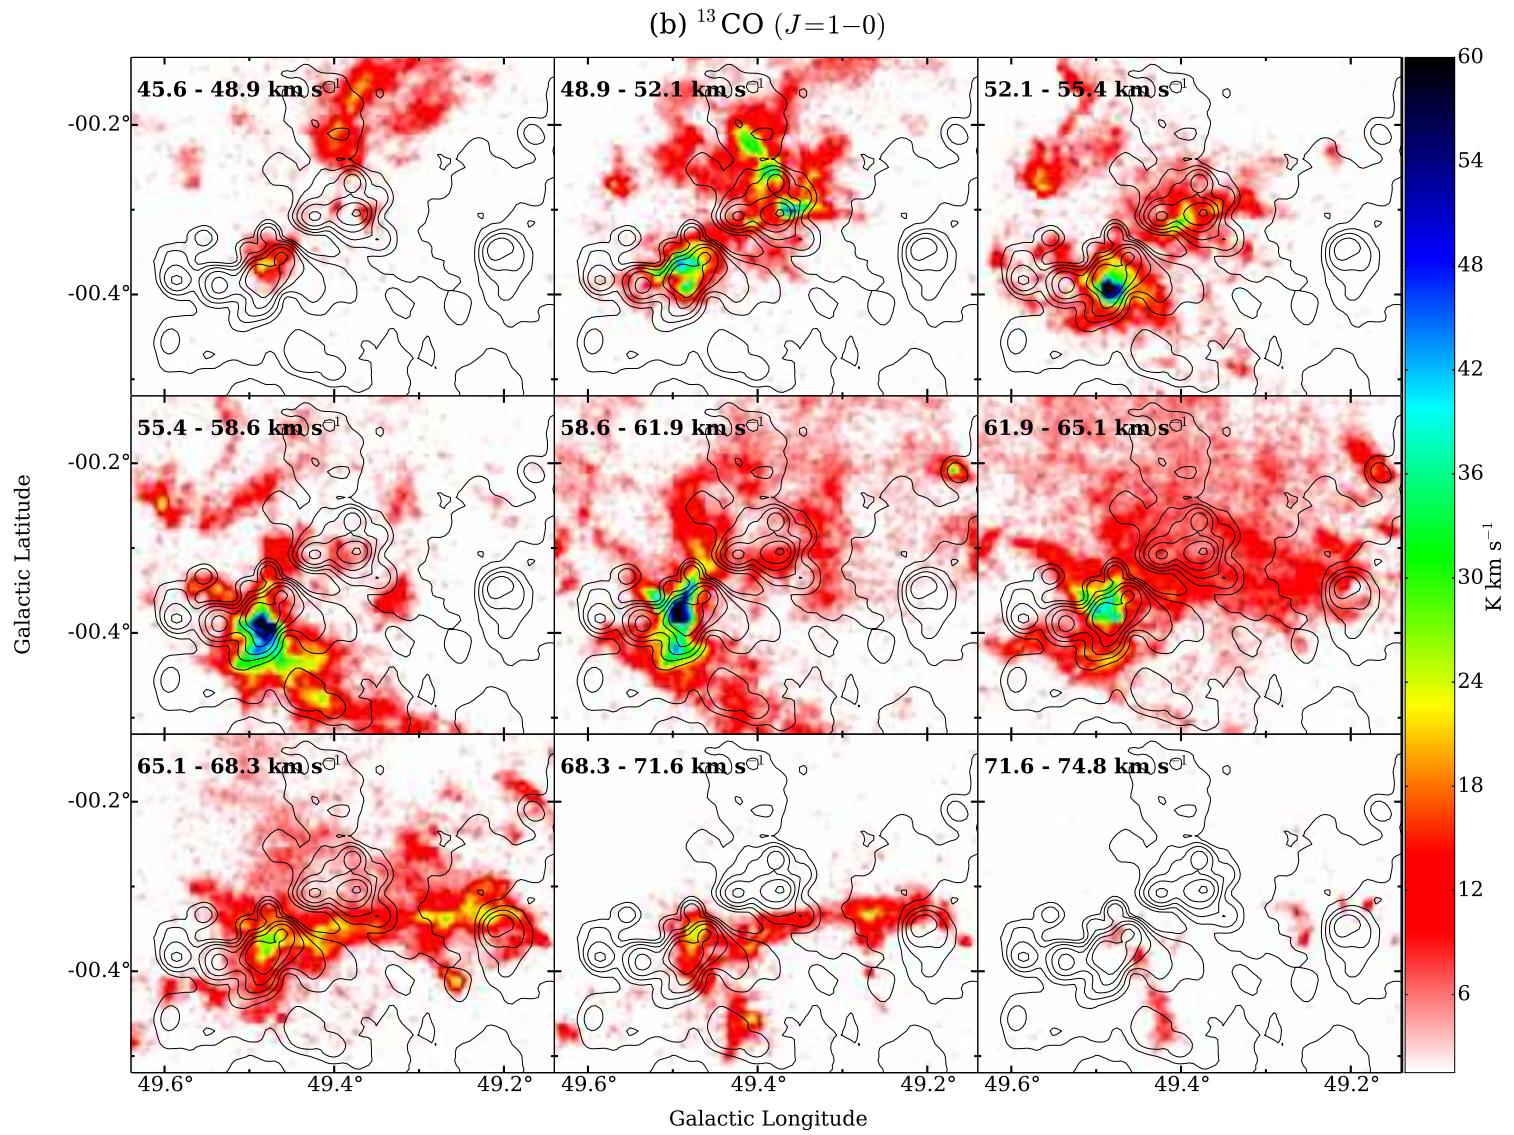 (b) ¹³CO (J=1−0)
45.6 - 48.9 km s⁻¹
48.9 - 52.1 km s⁻¹
52.1 - 55.4 km s⁻¹
55.4 - 58.6 km s⁻¹
58.6 - 61.9 km s⁻¹
61.9 - 65.1 km s⁻¹
65.1 - 68.3 km s⁻¹
68.3 - 71.6 km s⁻¹
71.6 - 74.8 km s⁻¹
-00.2°
-00.4°
-00.2°
-00.4°
-00.2°
-00.4°
Galactic Latitude
49.6° 49.4° 49.2° 49.6° 49.4° 49.2° 49.6° 49.4° 49.2°
Galactic Longitude
60
54
48
42
36
30
24
18
12
6
K km s⁻¹